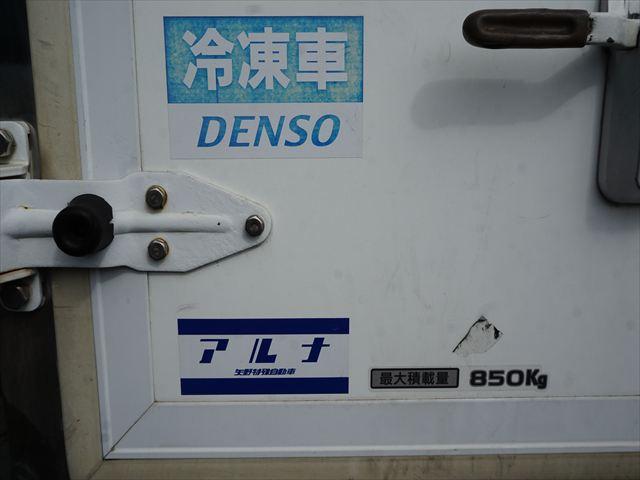 冷凍車
DENSO
アルナ
矢野特殊自動車
最大積載量 850Kg